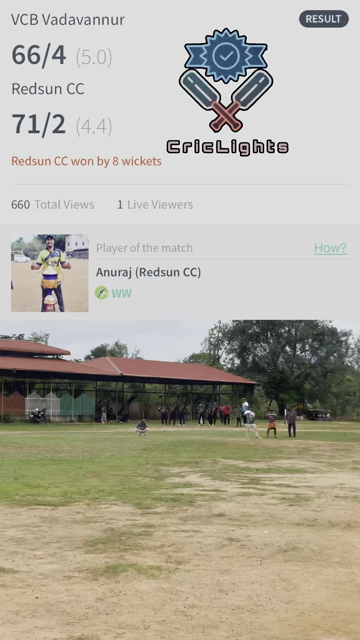 VCB Vadavannur
RESULT
66/4 (5.0)
Redsun CC
71/2 (4.4)
CricLights
Redsun CC won by 8 wickets
660 Total Views 1 Live Viewers
Player of the match How?
Anuraj (Redsun CC)
WW